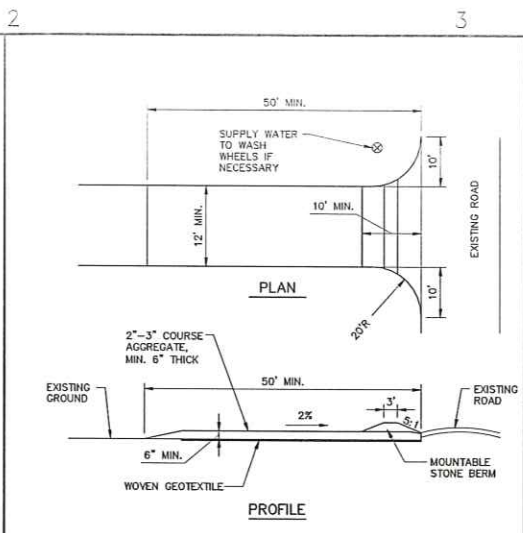 2
3
50' MIN.
SUPPLY WATER
TO WASH
WHEELS IF
NECESSARY
10'
10' MIN.
12' MIN.
EXISTING ROAD
PLAN
10'
20'R
2"-3" COURSE
AGGREGATE,
MIN. 6" THICK
EXISTING
GROUND
50' MIN.
EXISTING
ROAD
3'
2%
5:1
6" MIN.
MOUNTABLE
STONE BERM
WOVEN GEOTEXTILE
PROFILE